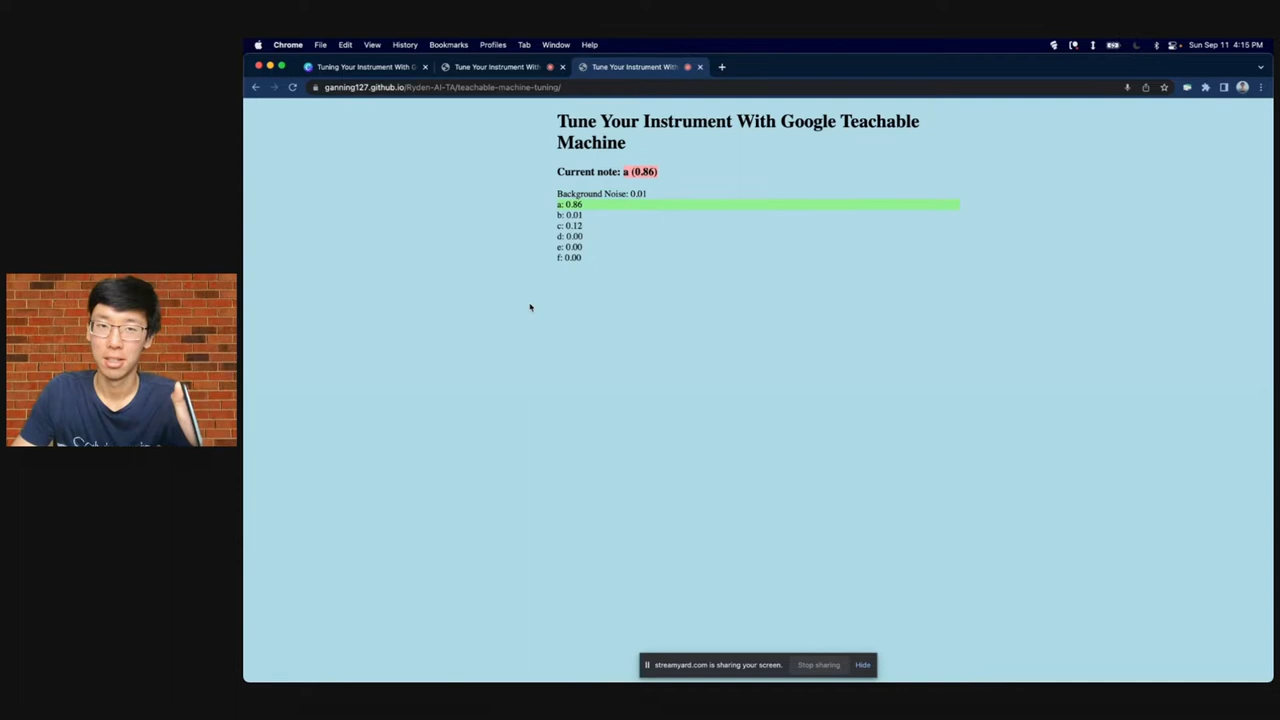 Chrome File Edit View History Bookmarks Profiles Tab Window Help Sun Sep 11 4:15 PM
Tuning Your Instrument With G Tune Your Instrument With Tune Your Instrument With
ganning127.github.io/Ryden-AI-TA/teachable-machine-tuning/
Tune Your Instrument With Google Teachable
Machine
Current note: a (0.86)
Background Noise: 0.01
a: 0.86
b: 0.01
c: 0.12
d: 0.00
e: 0.00
f: 0.00
streamyard.com is sharing your screen. Stop sharing Hide